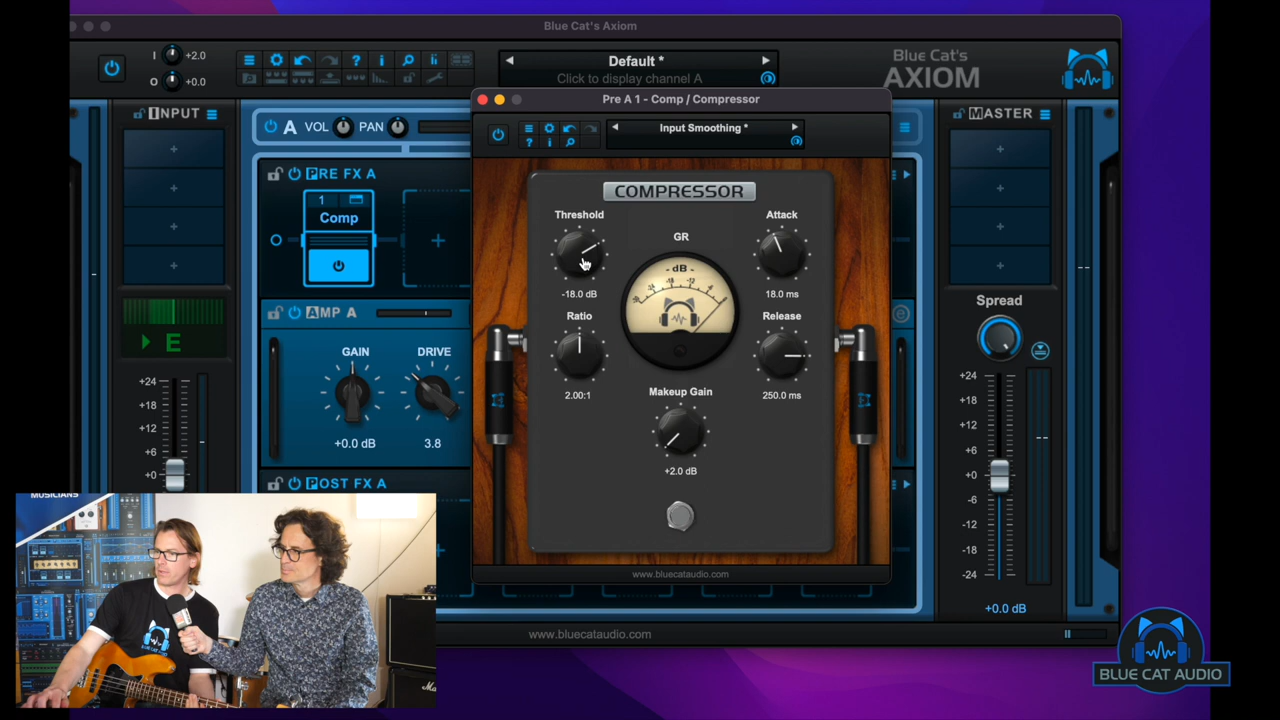 Blue Cat's Axiom
I +2.0
O +0.0
Default *
Click to display channel A
Blue Cat's
AXIOM
INPUT
A VOL PAN
PRE FX A
1
Comp
AMP A
GAIN
DRIVE
+0.0 dB
3.8
POST FX A
E
+24
+18
+12
+6
+0
Pre A 1 - Comp / Compressor
Input Smoothing *
COMPRESSOR
Threshold
-18.0 dB
Ratio
2.00:1
GR
- dB -
Attack
18.0 ms
Release
250.0 ms
Makeup Gain
+2.0 dB
www.bluecataudio.com
MASTER
Spread
+24
+18
+12
+6
+0
-6
-12
-18
-24
+0.0 dB
www.bluecataudio.com
MUSICIANS
BLUE CAT AUDIO